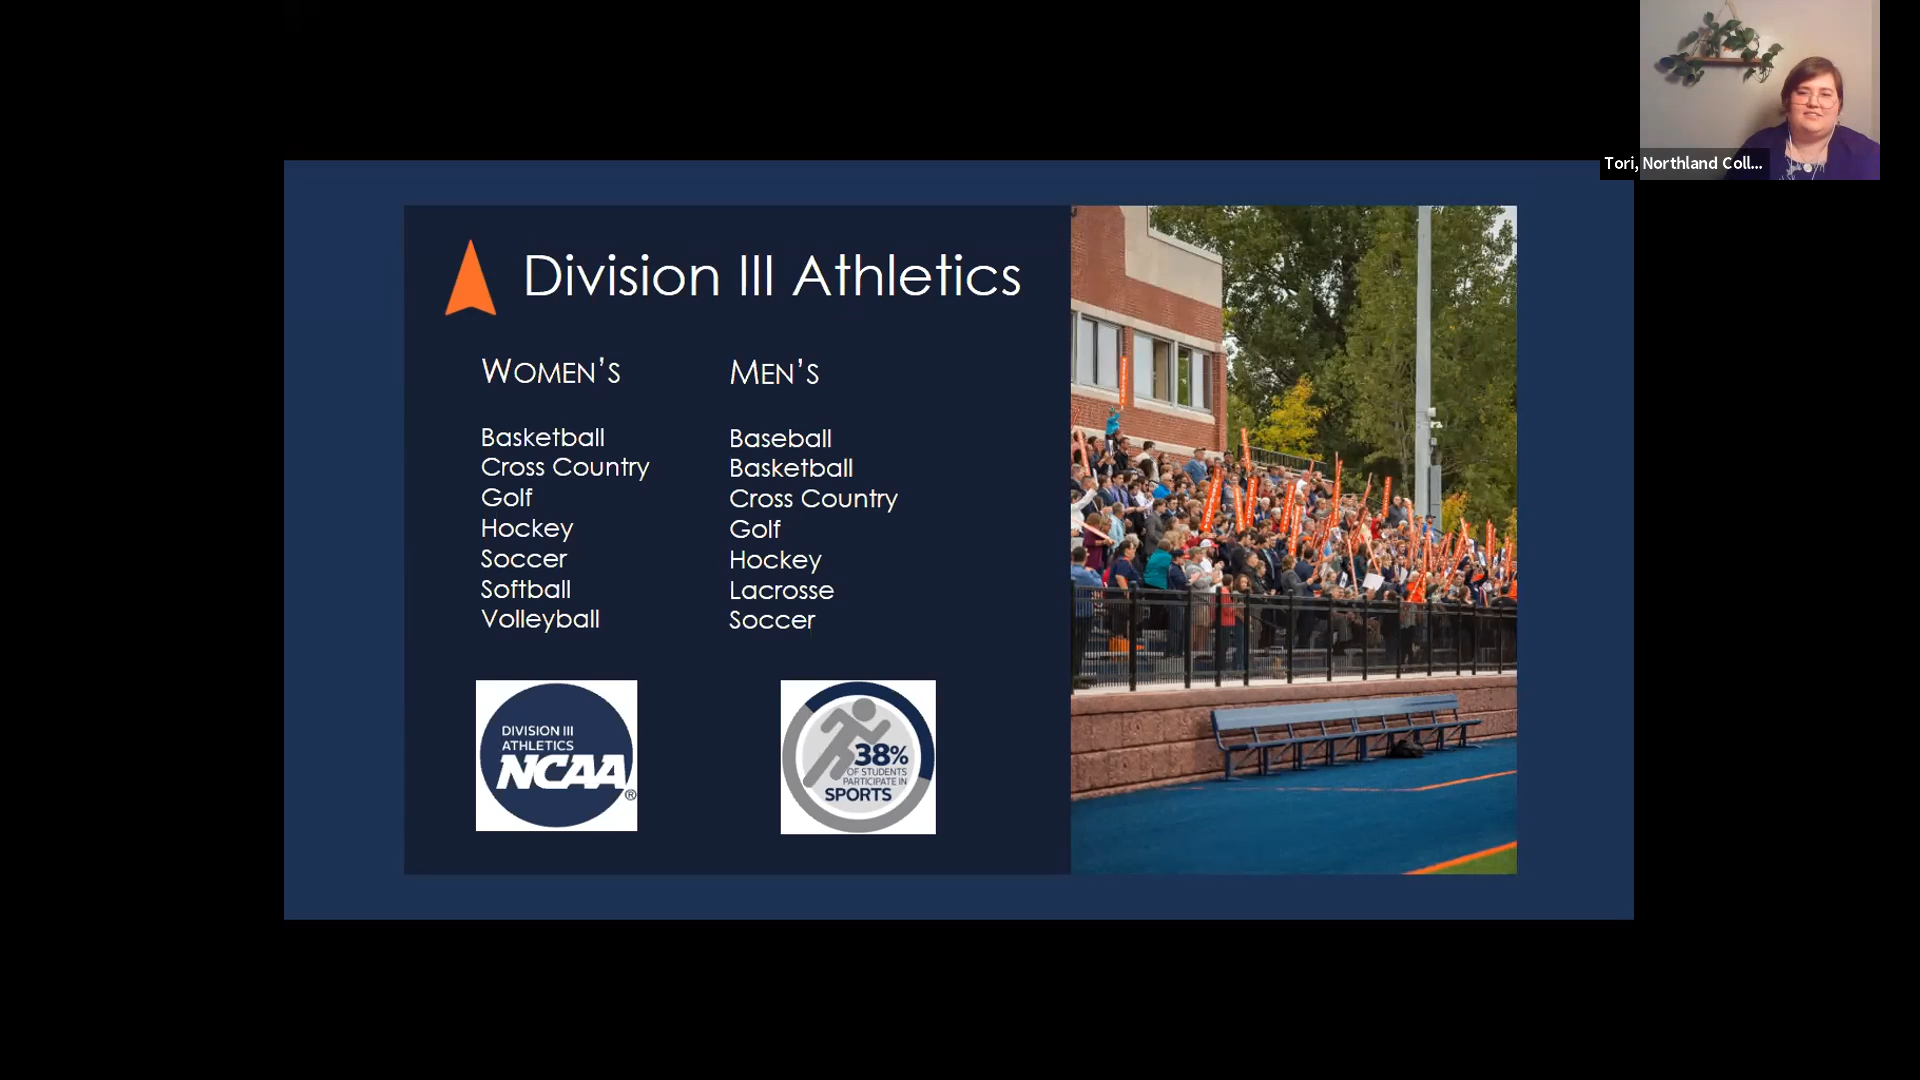 Tori, Northland Coll...
Division III Athletics
WOMEN'S
Basketball
Cross Country
Golf
Hockey
Soccer
Softball
Volleyball
MEN'S
Baseball
Basketball
Cross Country
Golf
Hockey
Lacrosse
Soccer
DIVISION III
ATHLETICS
NCAA®
38%
OF STUDENTS
PARTICIPATE IN
SPORTS